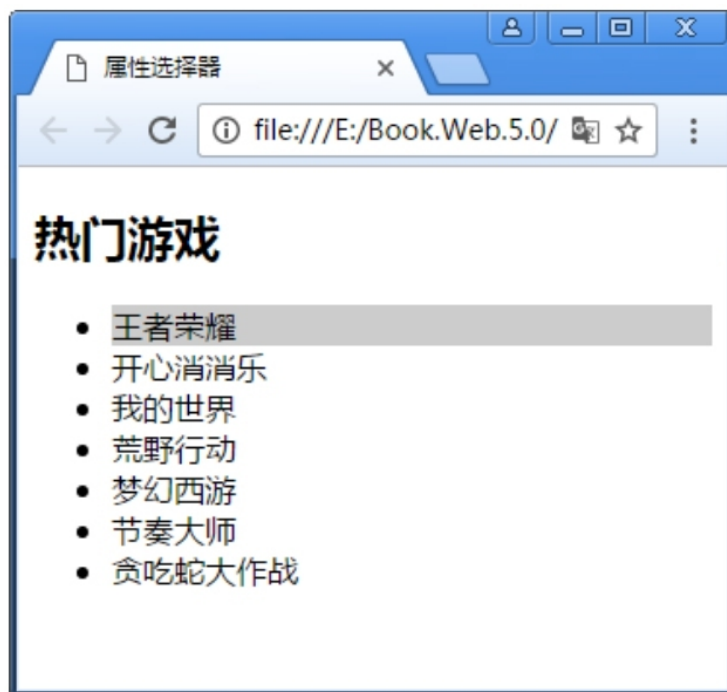 属性选择器
file:///E:/Book.Web.5.0/
热门游戏
王者荣耀
开心消消乐
我的世界
荒野行动
梦幻西游
节奏大师
贪吃蛇大作战